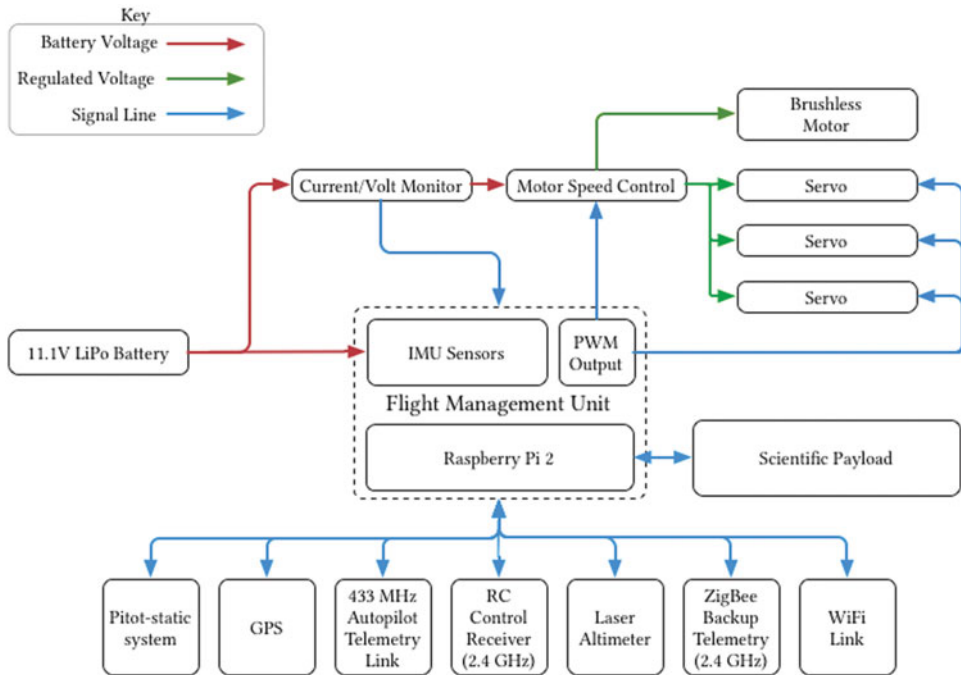 Key
Battery Voltage
Regulated Voltage
Signal Line
Brushless
Motor
Current/Volt Monitor
Motor Speed Control
Servo
Servo
Servo
11.1V LiPo Battery
IMU Sensors
PWM
Output
Flight Management Unit
Raspberry Pi 2
Scientific Payload
Pitot-static
system
GPS
433 MHz
Autopilot
Telemetry
Link
RC
Control
Receiver
(2.4 GHz)
Laser
Altimeter
ZigBee
Backup
Telemetry
(2.4 GHz)
WiFi
Link